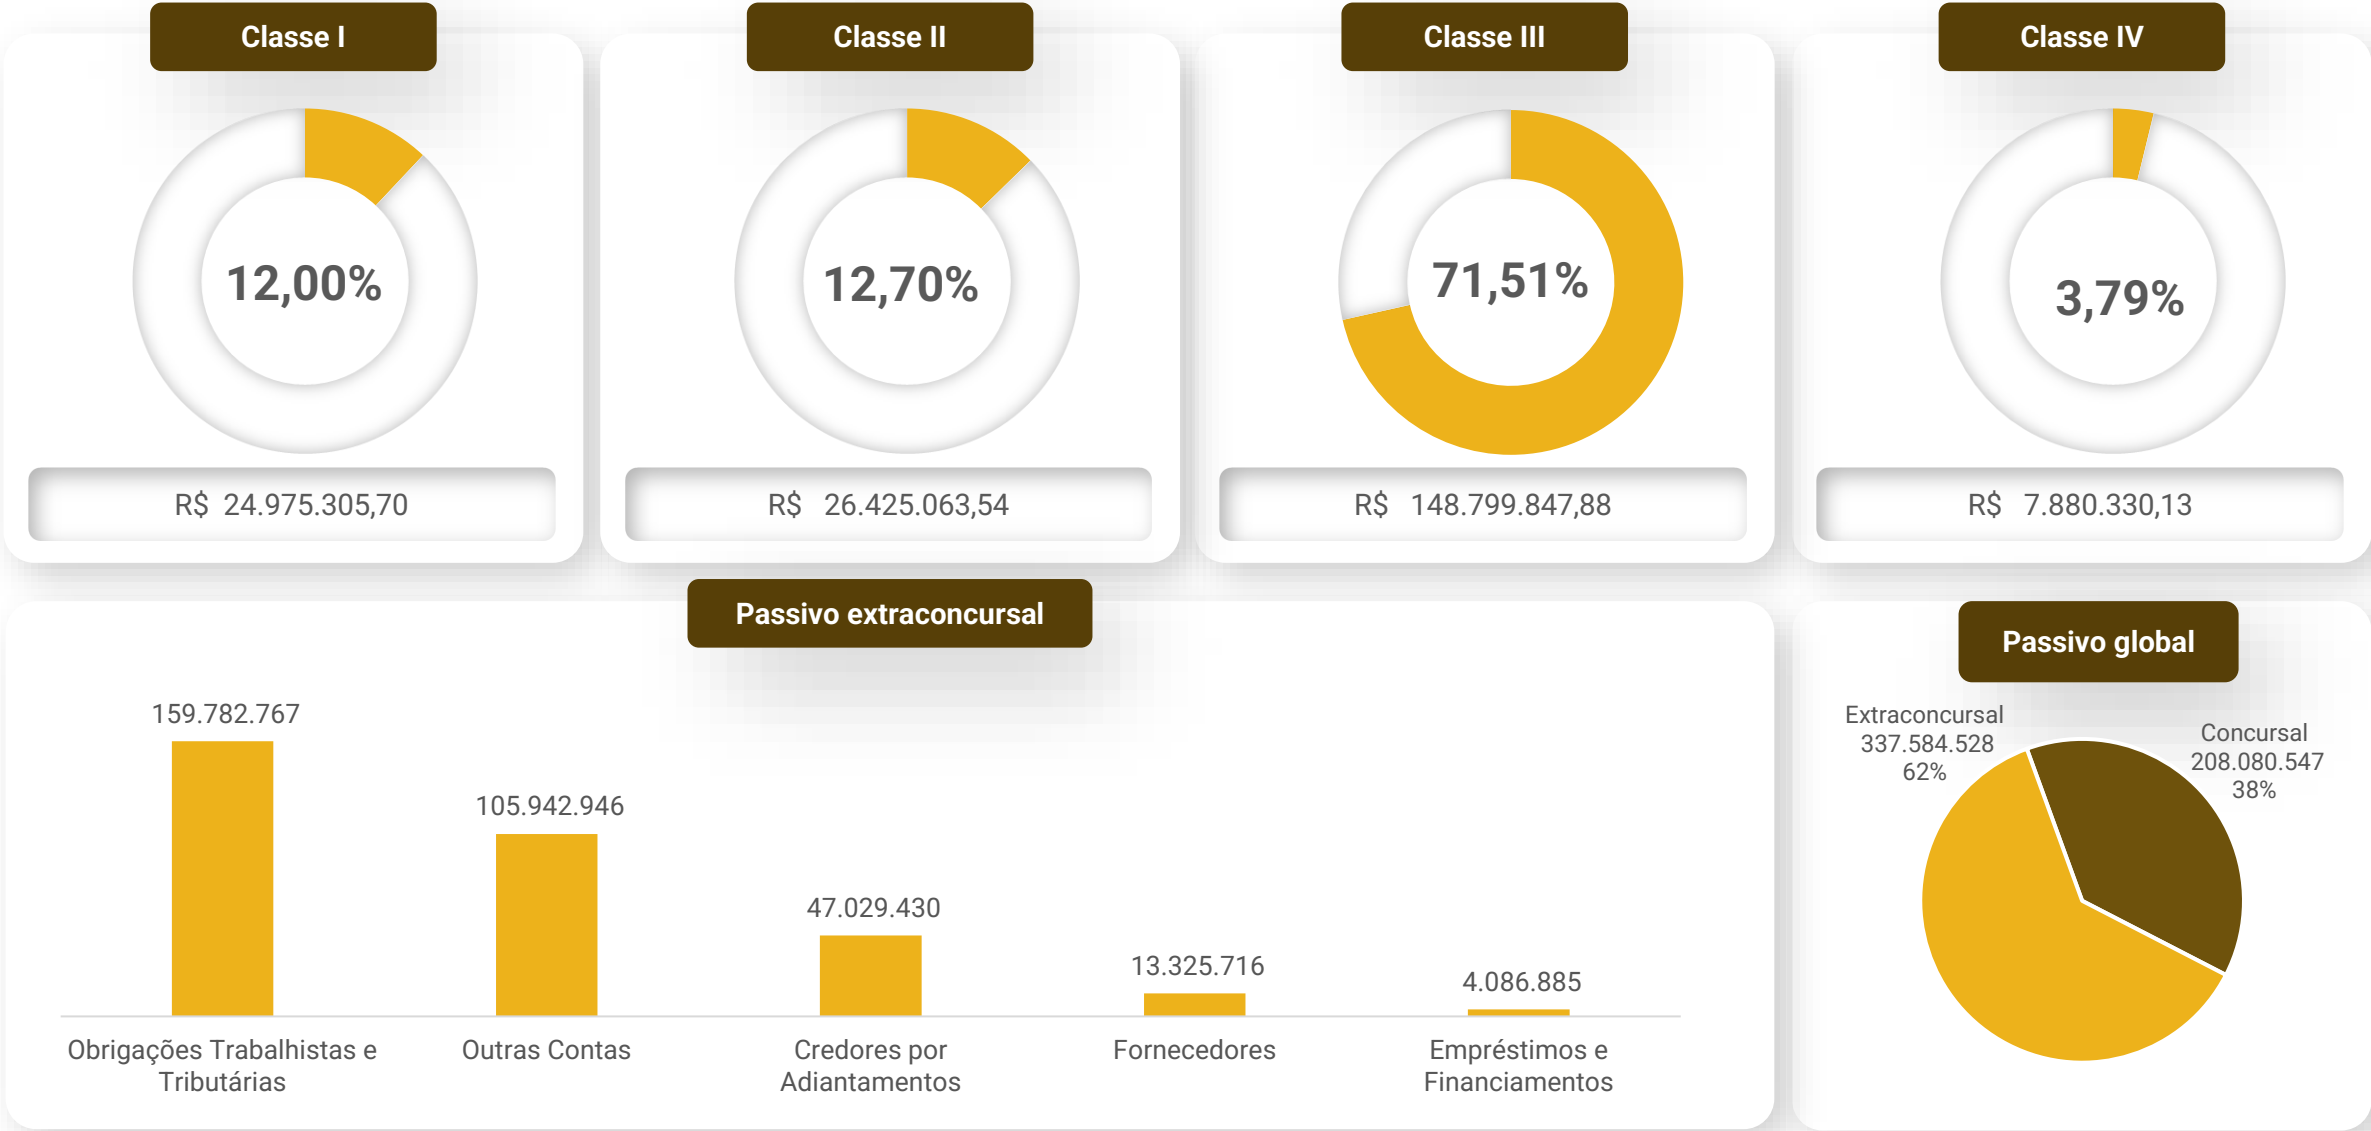 Classe I
12,00%
R$ 24.975.305,70
Classe II
12,70%
R$ 26.425.063,54
Classe III
71,51%
R$ 148.799.847,88
Classe IV
3,79%
R$ 7.880.330,13
Passivo extraconcursal
159.782.767
105.942.946
47.029.430
13.325.716
4.086.885
Obrigações Trabalhistas e
Tributárias
Outras Contas
Credores por
Adiantamentos
Fornecedores
Empréstimos e
Financiamentos
Passivo global
Extraconcursal
337.584.528
62%
Concursal
208.080.547
38%